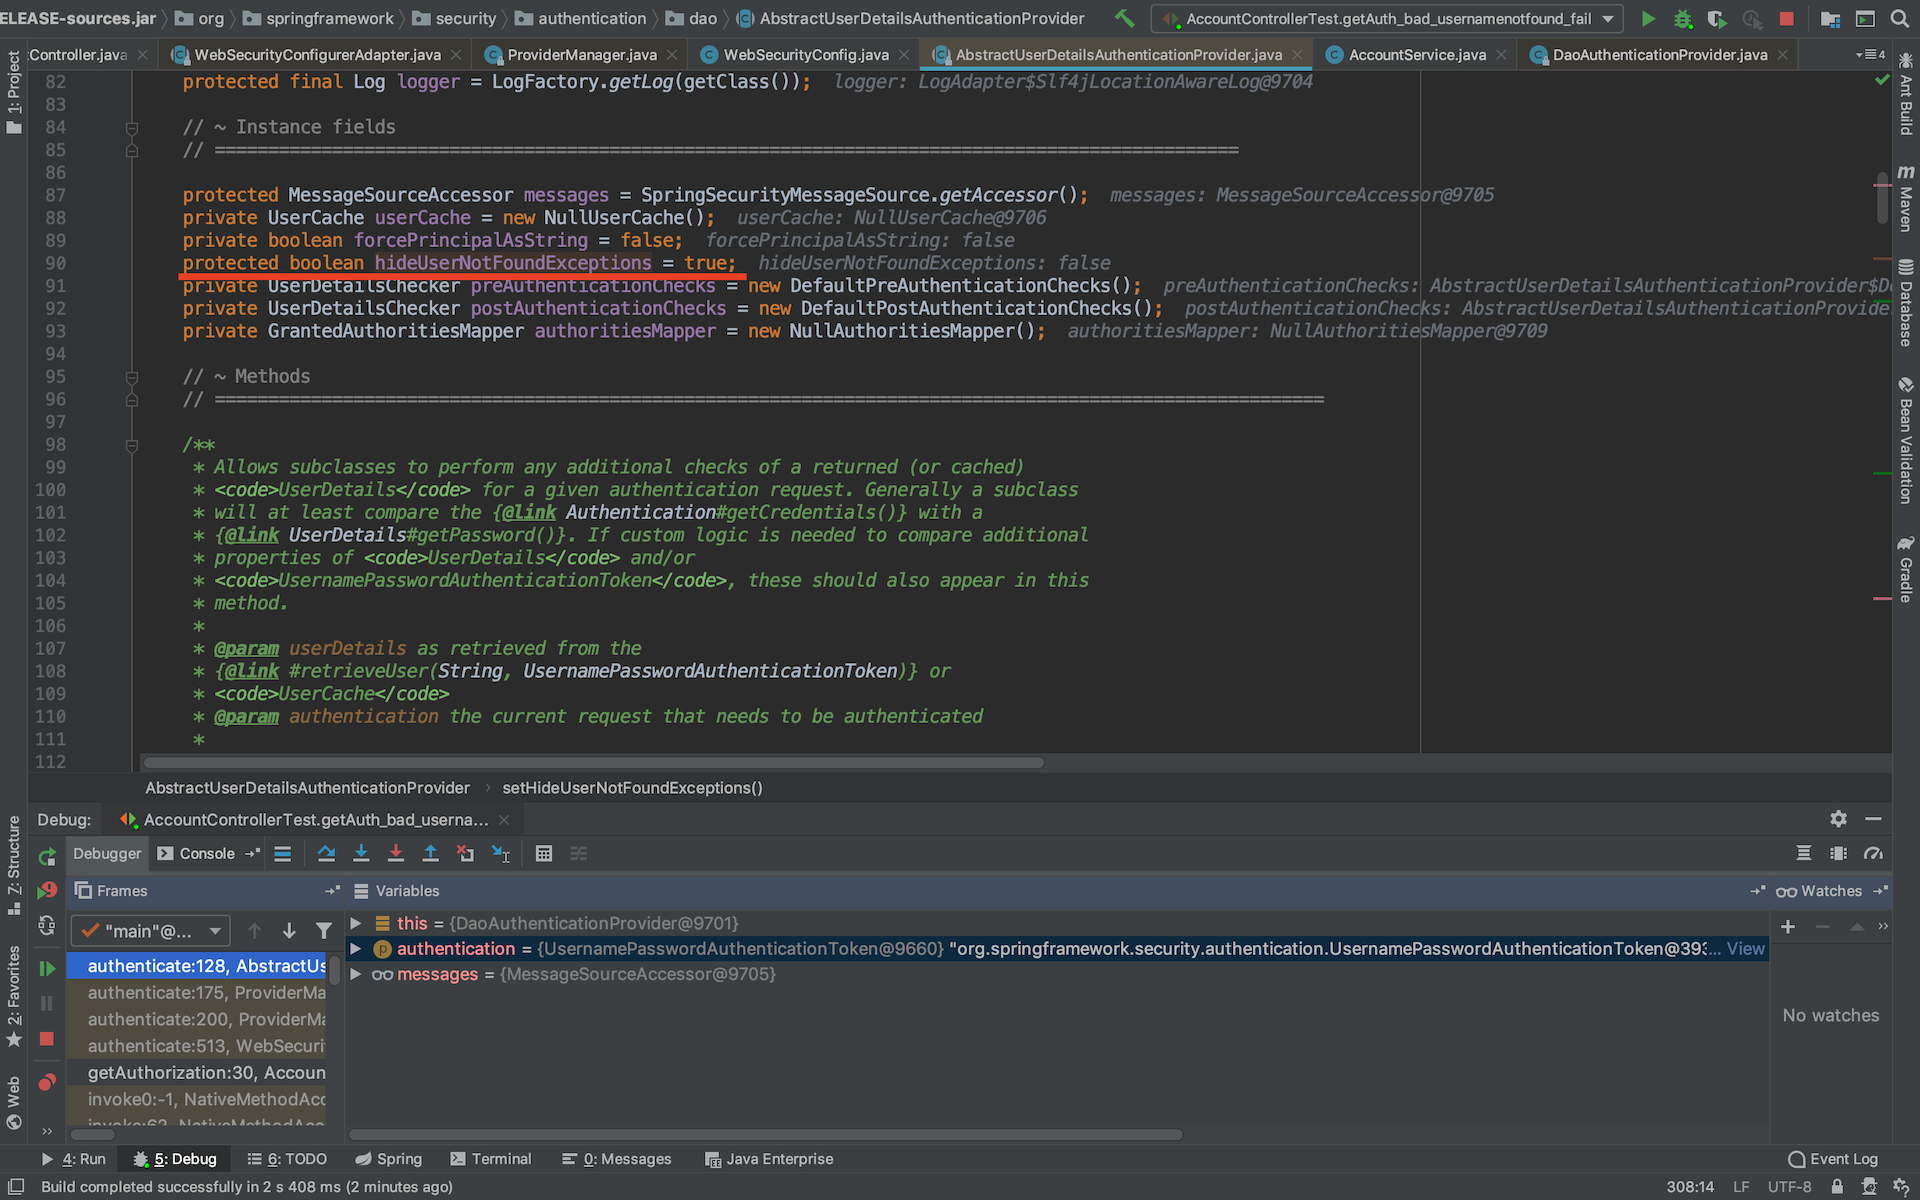 ELEASE-sources.jar org springframework security authentication dao AbstractUserDetailsAuthenticationProvider AccountControllerTest.getAuth_bad_usernamenotfound_fail
Controller.java WebSecurityConfigurerAdapter.java ProviderManager.java WebSecurityConfig.java AbstractUserDetailsAuthenticationProvider.java AccountService.java DaoAuthenticationProvider.java 4
82 protected final Log logger = LogFactory.getLog(getClass()); logger: LogAdapter$Slf4jLocationAwareLog@9704
83
84 // ~ Instance fields
85 // ================================================================================================
86
87 protected MessageSourceAccessor messages = SpringSecurityMessageSource.getAccessor(); messages: MessageSourceAccessor@9705
88 private UserCache userCache = new NullUserCache(); userCache: NullUserCache@9706
89 private boolean forcePrincipalAsString = false; forcePrincipalAsString: false
90 protected boolean hideUserNotFoundExceptions = true; hideUserNotFoundExceptions: false
91 private UserDetailsChecker preAuthenticationChecks = new DefaultPreAuthenticationChecks(); preAuthenticationChecks: AbstractUserDetailsAuthenticationProvider$D
92 private UserDetailsChecker postAuthenticationChecks = new DefaultPostAuthenticationChecks(); postAuthenticationChecks: AbstractUserDetailsAuthenticationProvide
93 private GrantedAuthoritiesMapper authoritiesMapper = new NullAuthoritiesMapper(); authoritiesMapper: NullAuthoritiesMapper@9709
94
95 // ~ Methods
96 // ========================================================================================================
97
98 /**
99 * Allows subclasses to perform any additional checks of a returned (or cached)
100 * <code>UserDetails</code> for a given authentication request. Generally a subclass
101 * will at least compare the {@link Authentication#getCredentials()} with a
102 * {@link UserDetails#getPassword()}. If custom logic is needed to compare additional
103 * properties of <code>UserDetails</code> and/or
104 * <code>UsernamePasswordAuthenticationToken</code>, these should also appear in this
105 * method.
106 *
107 * @param userDetails as retrieved from the
108 * {@link #retrieveUser(String, UsernamePasswordAuthenticationToken)} or
109 * <code>UserCache</code>
110 * @param authentication the current request that needs to be authenticated
111 *
112
AbstractUserDetailsAuthenticationProvider › setHideUserNotFoundExceptions()
Debug: AccountControllerTest.getAuth_bad_userna...
Debugger Console
Frames Variables Watches
"main"@...
this = {DaoAuthenticationProvider@9701}
authentication = {UsernamePasswordAuthenticationToken@9660} "org.springframework.security.authentication.UsernamePasswordAuthenticationToken@393... View
messages = {MessageSourceAccessor@9705}
authenticate:128, AbstractUs
authenticate:175, ProviderMa
authenticate:200, ProviderMa
authenticate:513, WebSecurit
getAuthorization:30, Accoun
invoke0:-1, NativeMethodAcc
No watches
1: Project
Z: Structure
2: Favorites
Web
Ant Build
m Maven
Database
Bean Validation
Gradle
4: Run 5: Debug 6: TODO Spring Terminal 0: Messages Java Enterprise Event Log
Build completed successfully in 2 s 408 ms (2 minutes ago) 308:14 LF UTF-8